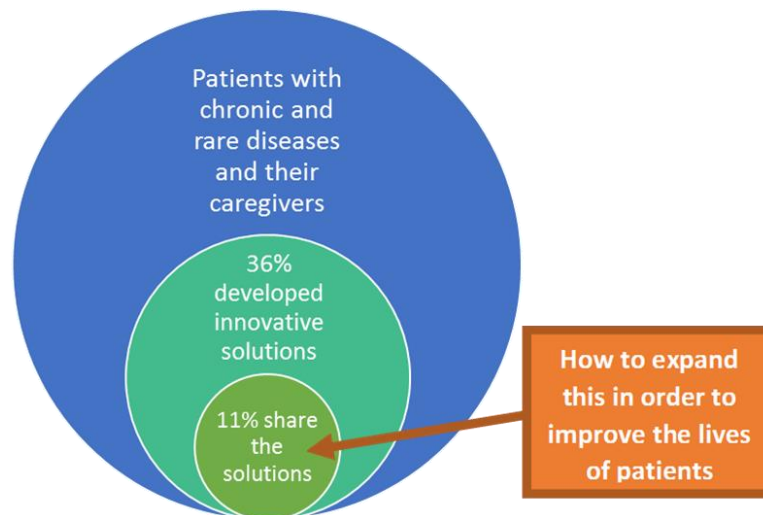 Patients with
chronic and
rare diseases
and their
caregivers
36%
developed
innovative
solutions
11% share
the
solutions
How to expand
this in order to
improve the lives
of patients